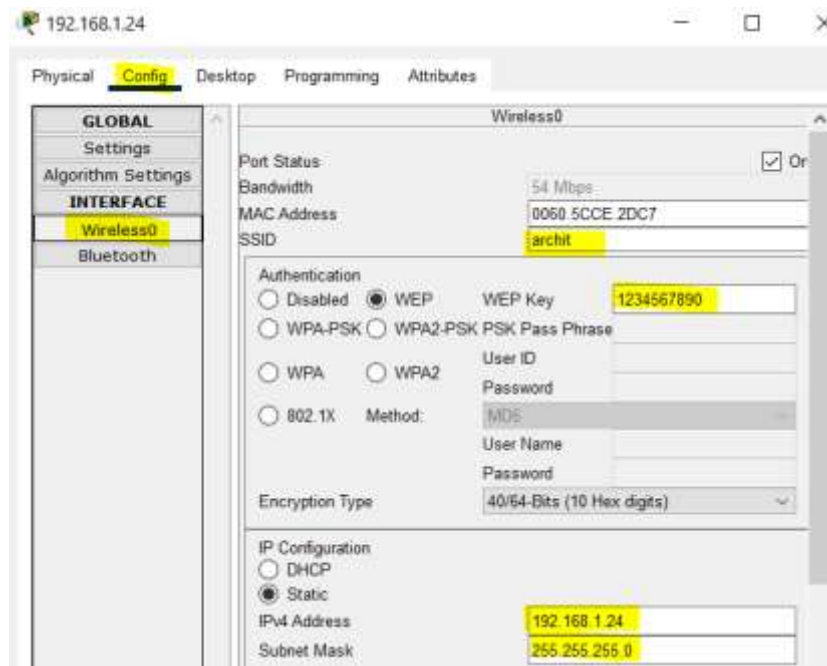 192.168.1.24
Physical Config Desktop Programming Attributes
GLOBAL
Settings
Algorithm Settings
INTERFACE
Wireless0
Bluetooth
Wireless0
Port Status
Bandwidth 54 Mbps
MAC Address 0060.5CCE.2DC7
SSID archit
Authentication
Disabled WEP WEP Key 1234567890
WPA-PSK WPA2-PSK PSK Pass Phrase
User ID
WPA WPA2
Password
802.1X Method: MD5
User Name
Password
Encryption Type 40/64-Bits (10 Hex digits)
IP Configuration
DHCP
Static
IPv4 Address 192.168.1.24
Subnet Mask 255.255.255.0